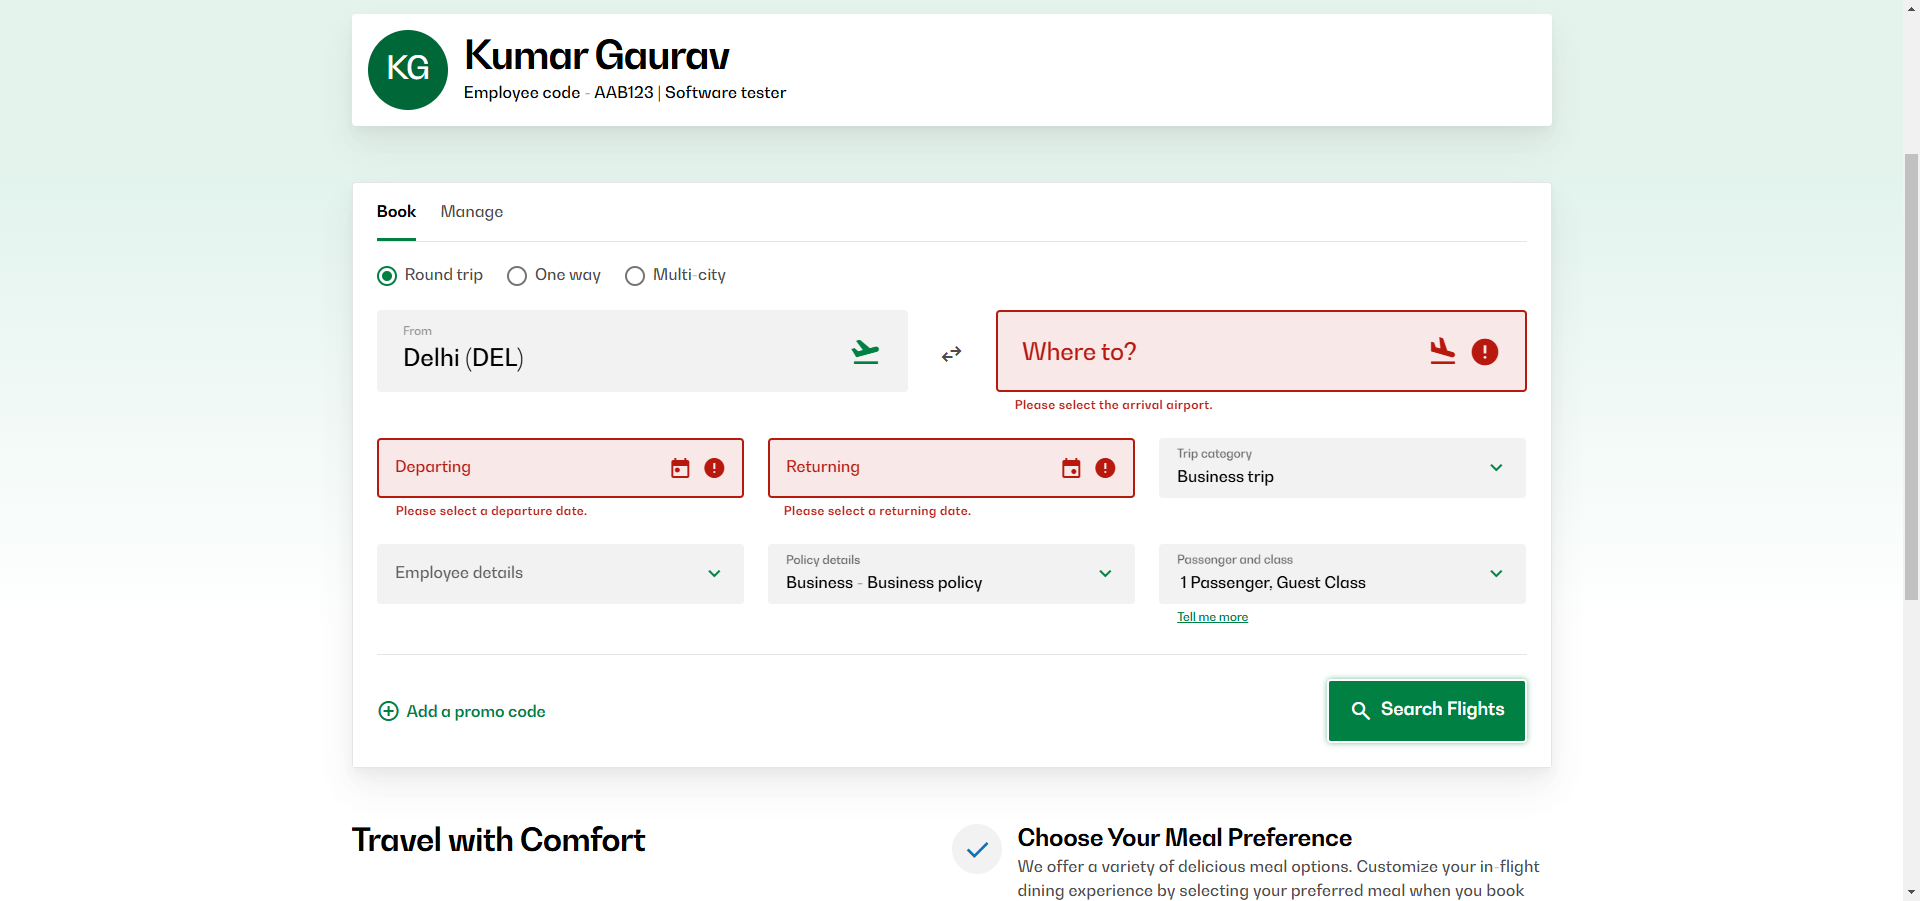 KG
Kumar Gaurav
Employee code - AAB123 | Software tester
Book
Manage
Round trip
One way
Multi-city
From
Delhi (DEL)
Where to?
Please select the arrival airport.
Departing
Please select a departure date.
Returning
Please select a returning date.
Trip category
Business trip
Employee details
Policy details
Business - Business policy
Passenger and class
1 Passenger, Guest Class
Tell me more
Add a promo code
Search Flights
Travel with Comfort
Choose Your Meal Preference
We offer a variety of delicious meal options. Customize your in-flight
dining experience by selecting your preferred meal when you book